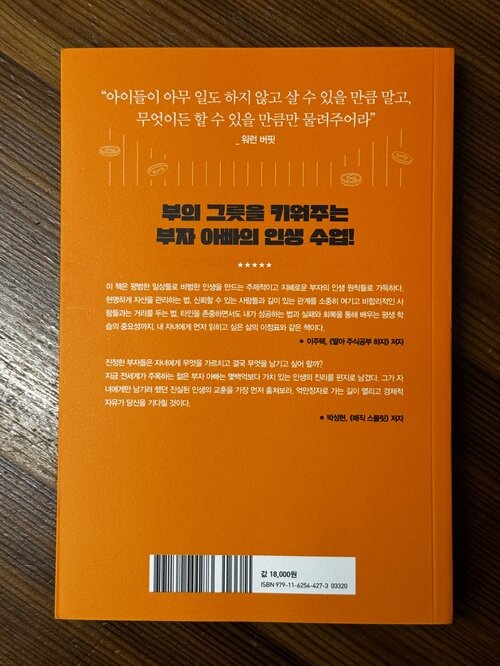 “아이들이 아무 일도 하지 않고 살 수 있을 만큼 말고,
무엇이든 할 수 있을 만큼만 물려주어라”
_ 워런 버핏
부의 그릇을 키워주는
부자 아빠의 인생 수업!
★★★★★
이 책은 평범한 일상들로 비범한 인생을 만드는 주체적이고 지혜로운 부자의 인생 원칙들로 가득하다.
현명하게 자산을 관리하는 법, 신뢰할 수 있는 사람들과 깊이 있는 관계를 소중히 여기고 비합리적인 사
람들과는 거리를 두는 법, 타인을 존중하면서도 내가 성공하는 법과 실패와 회복을 통해 배우는 평생 학
습의 중요성까지, 내 자녀에게 먼저 읽히고 싶은 삶의 이정표와 같은 책이다.
● 이주택, 《딸아 주식공부 하자》 저자
진정한 부자들은 자녀에게 무엇을 가르치고 결국 무엇을 남기고 싶어 할까?
지금 전세계가 주목하는 젊은 부자 아빠는 몇백억보다 가치 있는 인생의 진리를 편지로 남겼다. 그가 자
녀에게만 남기려 했던 진실된 인생의 교훈을 가장 먼저 훔쳐보라. 억만장자로 가는 길이 열리고 경제적
자유가 당신을 기다릴 것이다.
● 박성현, 《매직 스플릿》 저자
값 18,000원
ISBN 979-11-6254-427-3 03320